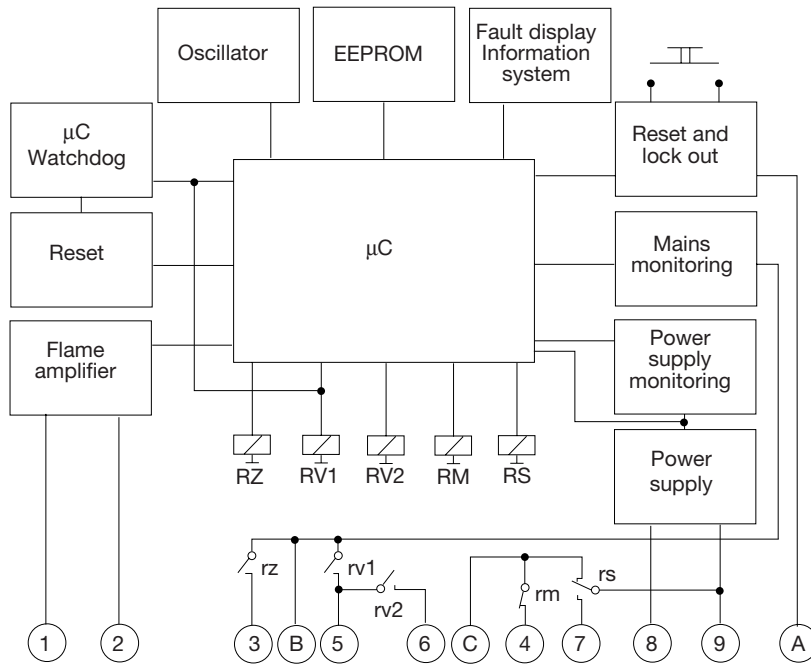 Oscillator
EEPROM
Fault display
Information
system
μC
Watchdog
Reset and
lock out
Reset
μC
Mains
monitoring
Flame
amplifier
Power
supply
monitoring
RZ RV1 RV2 RM RS
Power
supply
rz rv1 rv2 rm rs
1 2 3 B 5 6 C 4 7 8 9 A